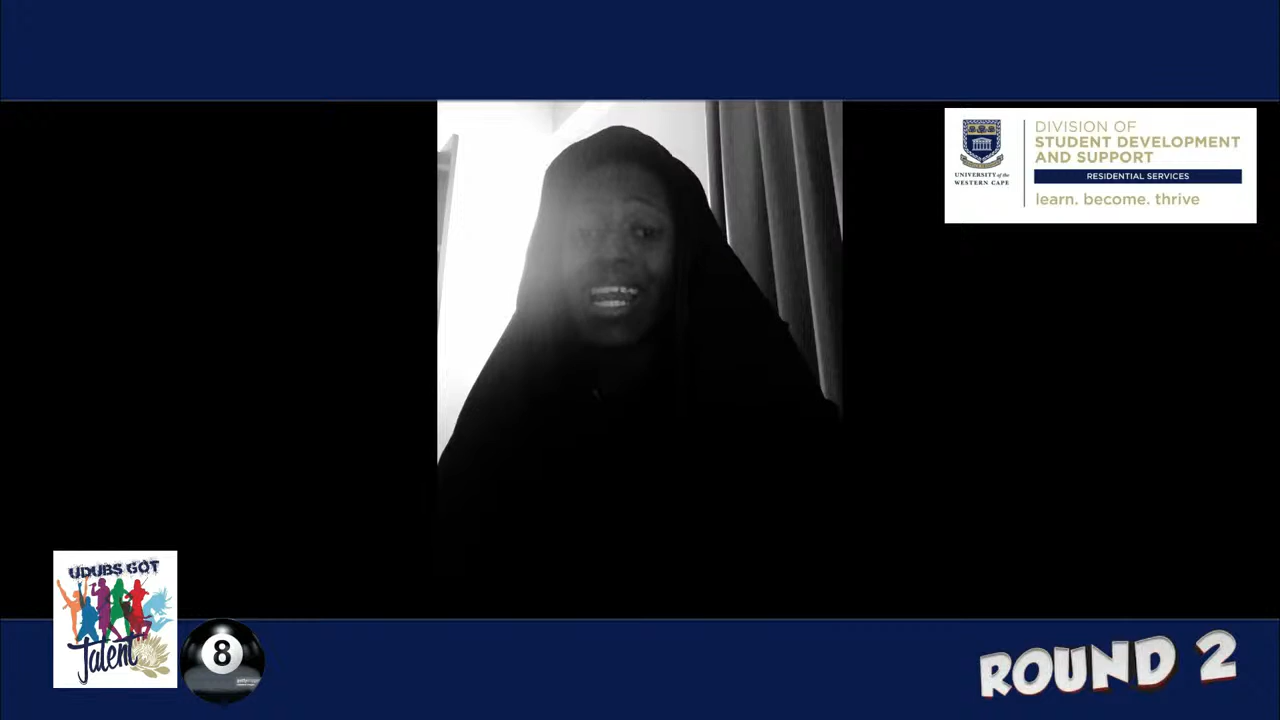 DIVISION OF
STUDENT DEVELOPMENT
AND SUPPORT
UNIVERSITY of the
WESTERN CAPE
RESIDENTIAL SERVICES
learn. become. thrive
UDUBS GOT
Talent
8
ROUND 2